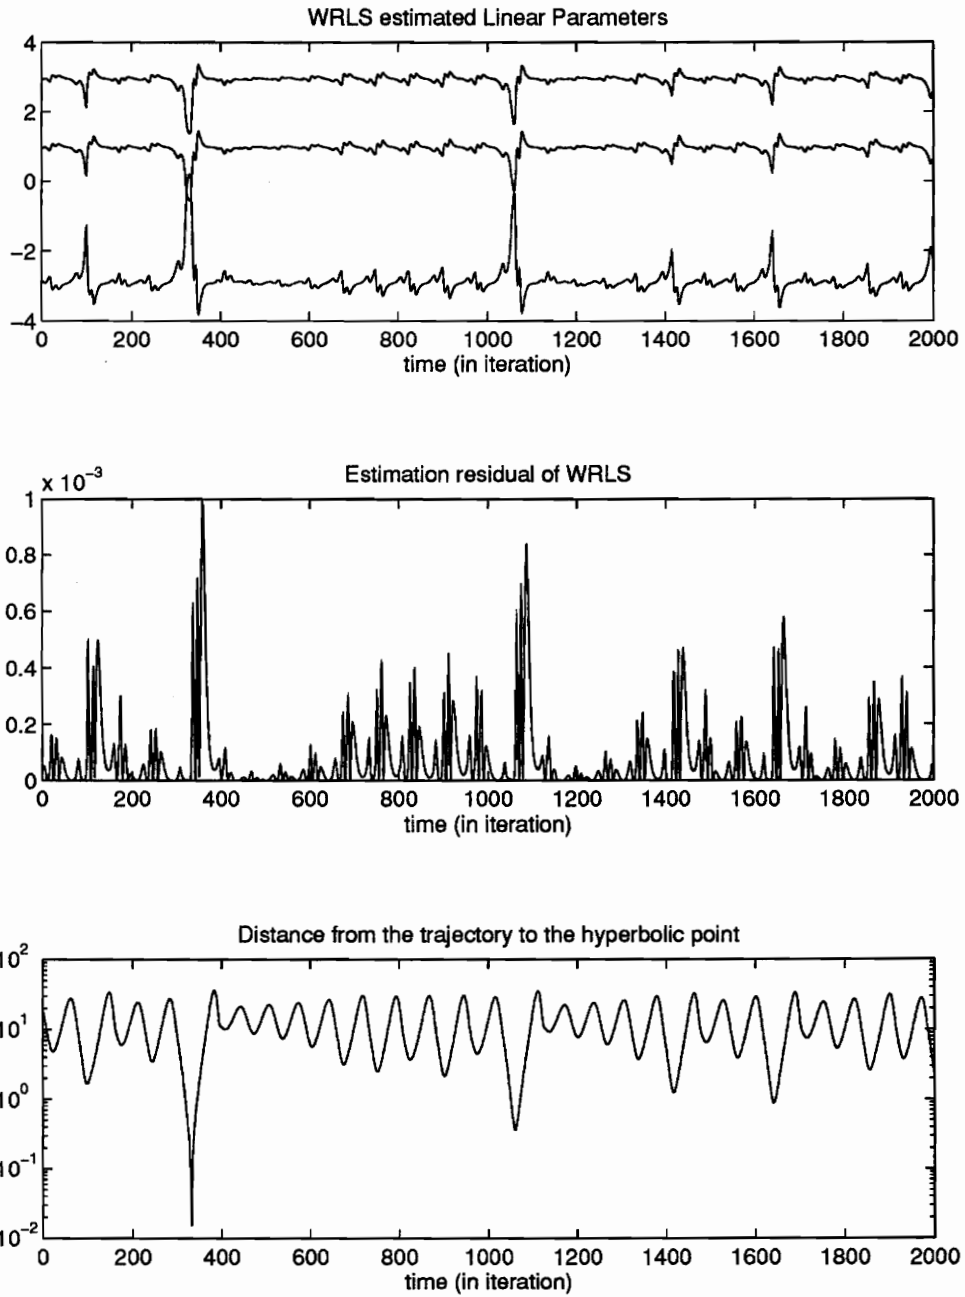 WRLS estimated Linear Parameters
4
2
0
−2
−4
0 200 400 600 800 1000 1200 1400 1600 1800 2000
time (in iteration)
x 10−3
Estimation residual of WRLS
1
0.8
0.6
0.4
0.2
0
0 200 400 600 800 1000 1200 1400 1600 1800 2000
time (in iteration)
Distance from the trajectory to the hyperbolic point
10^2
10^1
10^0
10^−1
10^−2
0 200 400 600 800 1000 1200 1400 1600 1800 2000
time (in iteration)